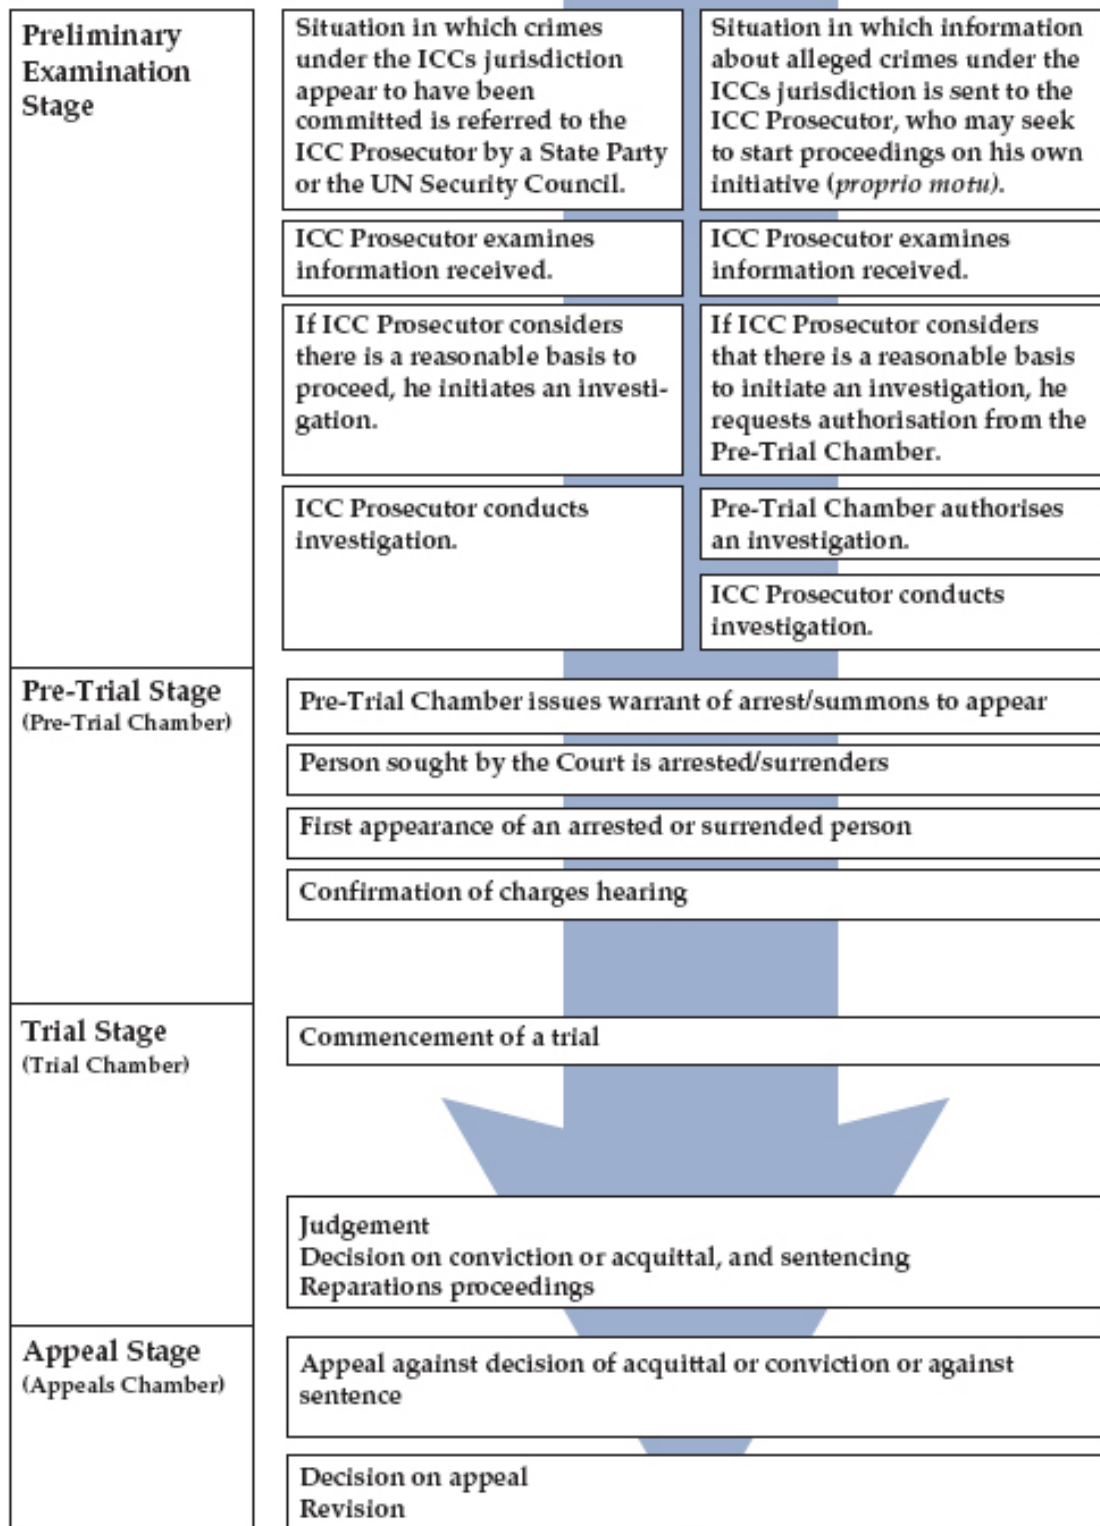 Preliminary
Examination
Stage
Situation in which crimes
under the ICCs jurisdiction
appear to have been
committed is referred to the
ICC Prosecutor by a State Party
or the UN Security Council.
Situation in which information
about alleged crimes under the
ICCs jurisdiction is sent to the
ICC Prosecutor, who may seek
to start proceedings on his own
initiative (proprio motu).
ICC Prosecutor examines
information received.
ICC Prosecutor examines
information received.
If ICC Prosecutor considers
there is a reasonable basis to
proceed, he initiates an investi-
gation.
If ICC Prosecutor considers
that there is a reasonable basis
to initiate an investigation, he
requests authorisation from the
Pre-Trial Chamber.
ICC Prosecutor conducts
investigation.
Pre-Trial Chamber authorises
an investigation.
ICC Prosecutor conducts
investigation.
Pre-Trial Stage
(Pre-Trial Chamber)
Pre-Trial Chamber issues warrant of arrest/summons to appear
Person sought by the Court is arrested/surrenders
First appearance of an arrested or surrended person
Confirmation of charges hearing
Trial Stage
(Trial Chamber)
Commencement of a trial
Judgement
Decision on conviction or acquittal, and sentencing
Reparations proceedings
Appeal Stage
(Appeals Chamber)
Appeal against decision of acquittal or conviction or against
sentence
Decision on appeal
Revision